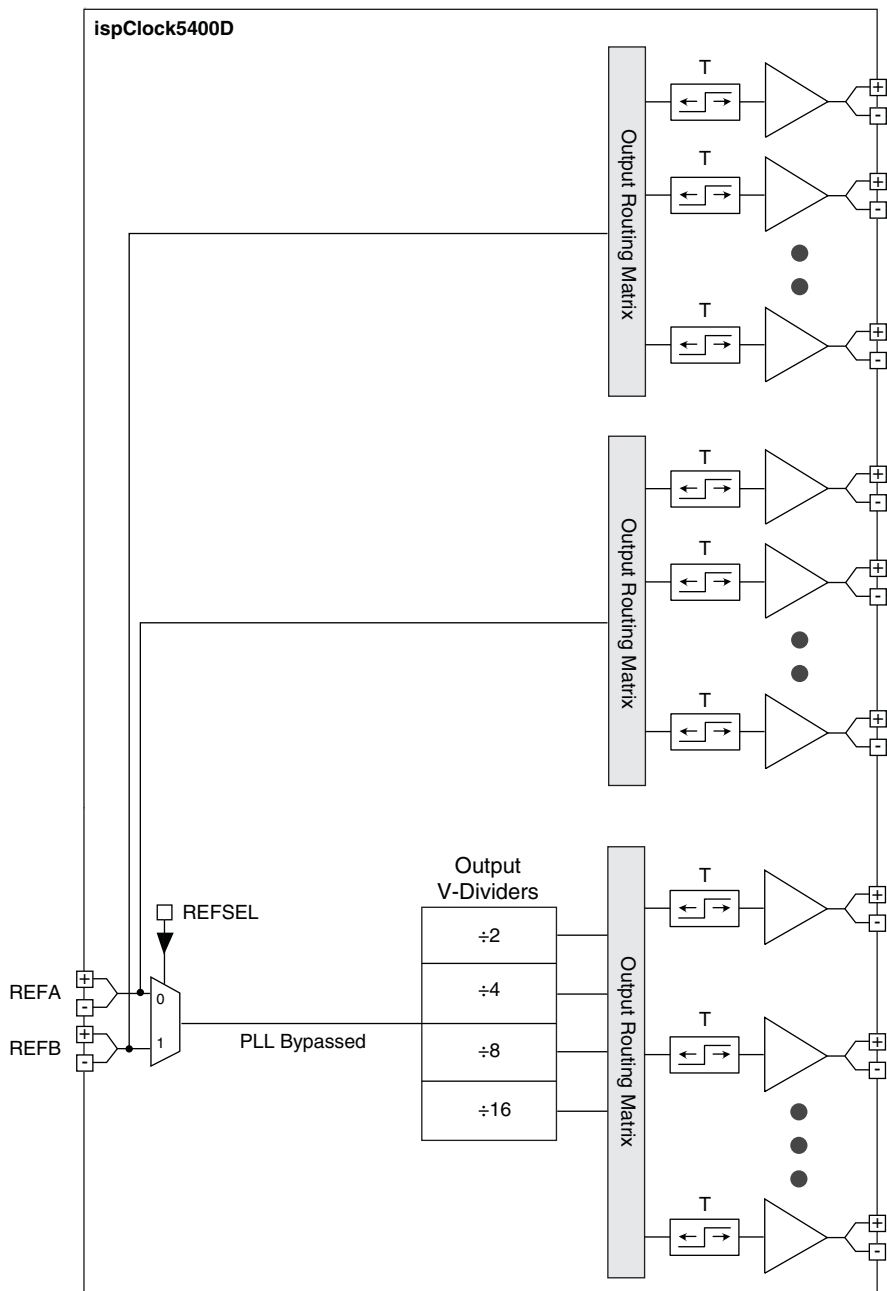 ispClock5400D
T
+
-
Output Routing Matrix
T
+
-
T
+
-
T
+
-
Output Routing Matrix
T
+
-
T
+
-
Output
V-Dividers
T
+
-
REFSEL
÷2
Output Routing Matrix
REFA
+
-
0
÷4
REFB
+
-
1
PLL Bypassed
÷8
T
+
-
÷16
T
+
-